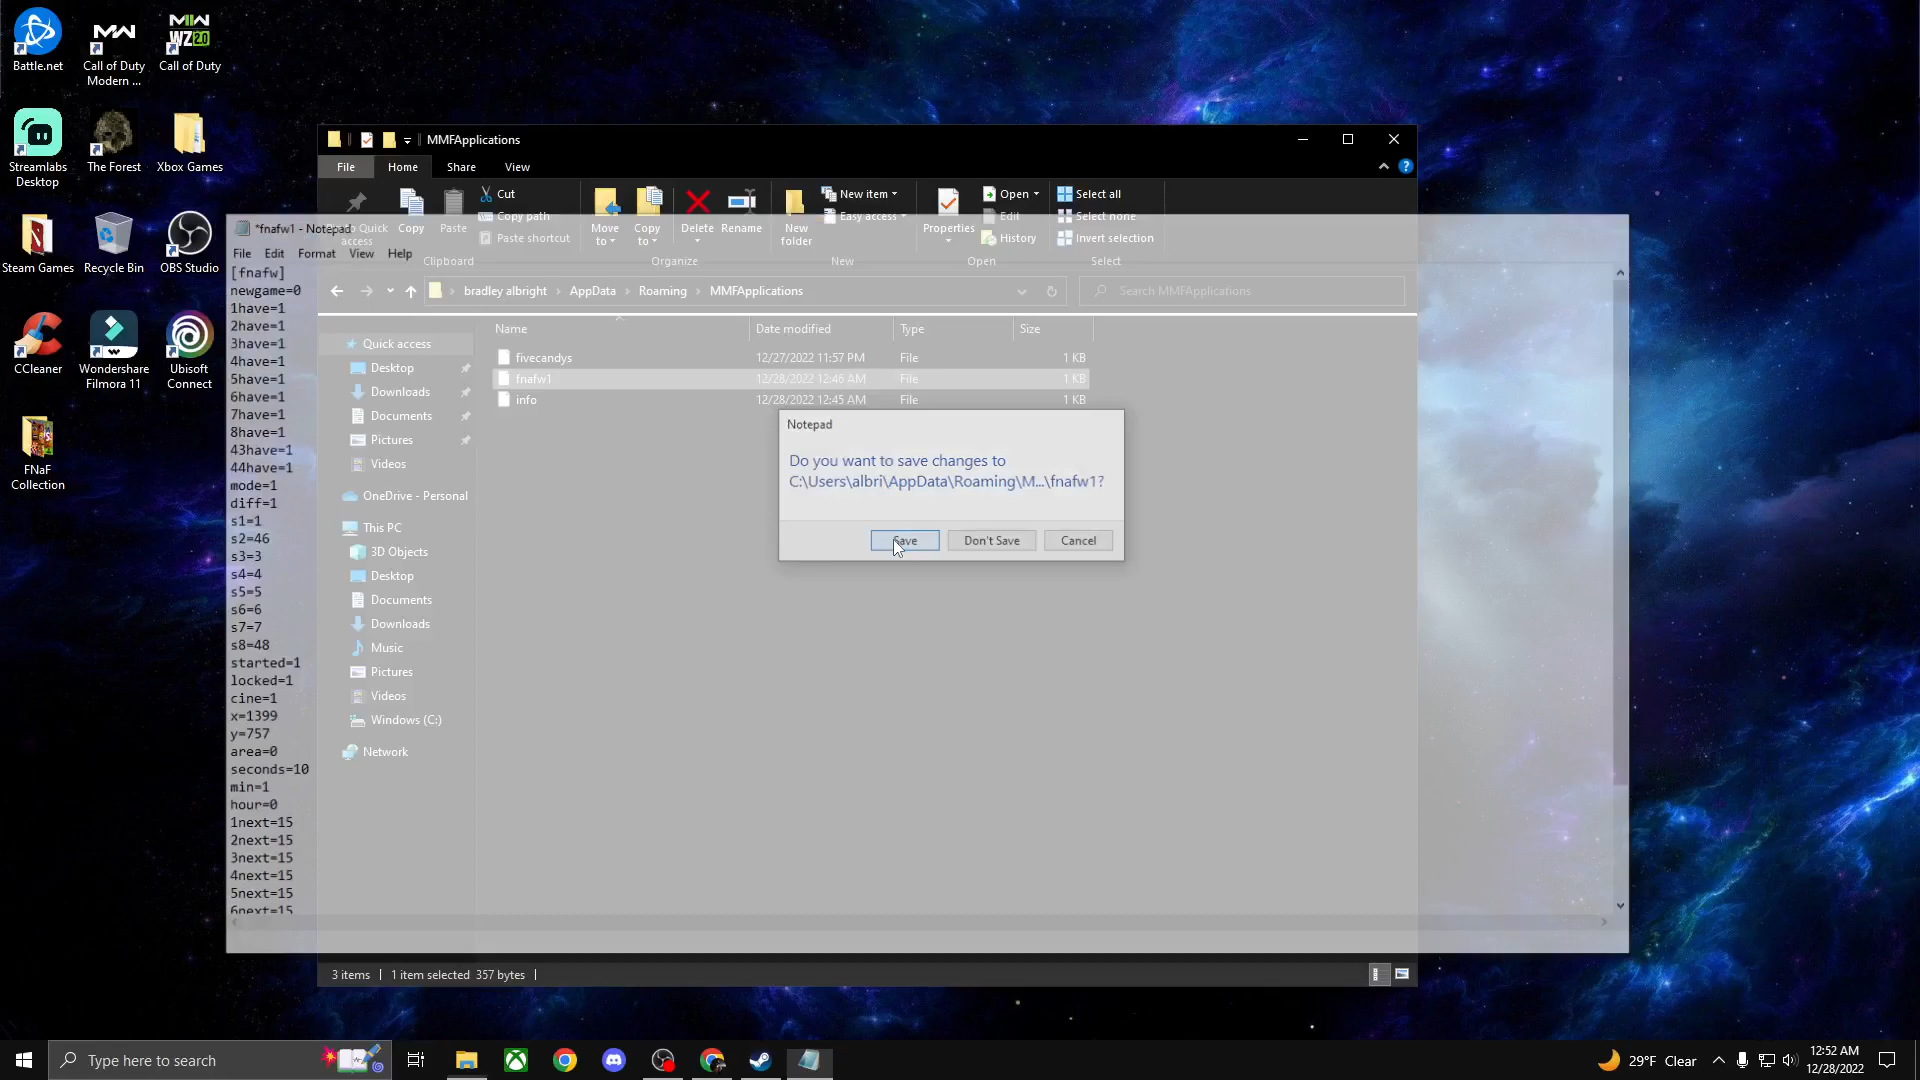 Battle.net
Call of Duty
Modern ...
MW
WZ 2.0
Call of Duty
Streamlabs
Desktop
The Forest
Xbox Games
Steam Games
Recycle Bin
OBS Studio
CCleaner
Wondershare
Filmora 11
Ubisoft
Connect
FNaF
Collection
MMFApplications
File Home Share View
Copy
Paste
Cut
Copy path
Paste shortcut
Clipboard
Move
to
Copy
to
Delete
Rename
Organize
New
folder
New item
Easy access
New
Properties
Open
Edit
History
Open
Select all
Select none
Invert selection
Select
bradley albright > AppData > Roaming > MMFApplications
Search MMFApplications
Name Date modified Type Size
fivecandys 12/27/2022 11:57 PM File 1 KB
fnafw1 12/28/2022 12:46 AM File 1 KB
info 12/28/2022 12:45 AM File 1 KB
Quick access
Desktop
Downloads
Documents
Pictures
Videos
OneDrive - Personal
This PC
3D Objects
Desktop
Documents
Downloads
Music
Pictures
Videos
Windows (C:)
Network
3 items | 1 item selected 357 bytes |
*fnafw1 - Notepad
File Edit Format View Help
[fnafw]
newgame=0
1have=1
2have=1
3have=1
4have=1
5have=1
6have=1
7have=1
8have=1
43have=1
44have=1
mode=1
diff=1
s1=1
s2=46
s3=3
s4=4
s5=5
s6=6
s7=7
s8=48
started=1
locked=1
cine=1
x=1399
y=757
area=0
seconds=10
min=1
hour=0
1next=15
2next=15
3next=15
4next=15
5next=15
6next=15
Notepad
Do you want to save changes to
C:\Users\albri\AppData\Roaming\M...\fnafw1?
Save Don't Save Cancel
Type here to search
29°F Clear
12:52 AM
12/28/2022